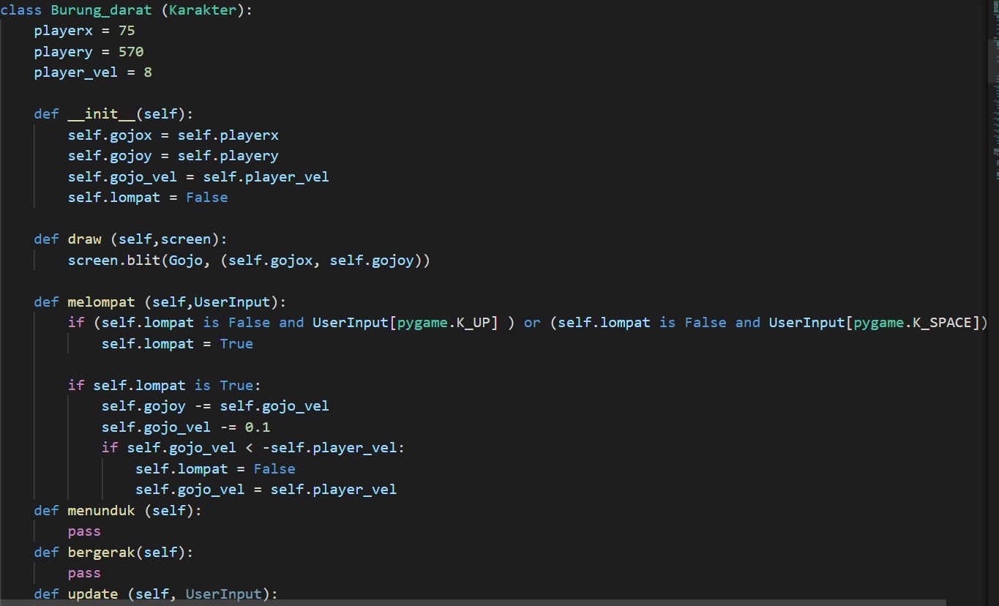 class Burung_darat (Karakter):
    playerx = 75
    playery = 570
    player_vel = 8

    def __init__(self):
        self.gojox = self.playerx
        self.gojoy = self.playery
        self.gojo_vel = self.player_vel
        self.lompat = False

    def draw (self,screen):
        screen.blit(Gojo, (self.gojox, self.gojoy))

    def melompat (self,UserInput):
        if (self.lompat is False and UserInput[pygame.K_UP] ) or (self.lompat is False and UserInput[pygame.K_SPACE])
            self.lompat = True

        if self.lompat is True:
            self.gojoy -= self.gojo_vel
            self.gojo_vel -= 0.1
            if self.gojo_vel < -self.player_vel:
                self.lompat = False
                self.gojo_vel = self.player_vel
    def menunduk (self):
        pass
    def bergerak(self):
        pass
    def update (self, UserInput):